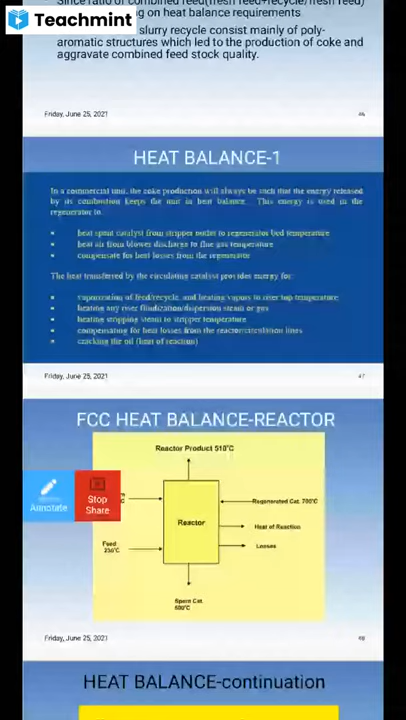 Teachmint
Since ratio of combined feed(fresh feed+recycle/fresh feed)
on heat balance requirements
slurry recycle consist mainly of poly-
aromatic structures which led to the production of coke and
aggravate combined feed stock quality.
Friday, June 25, 2021
46
HEAT BALANCE-1
In a commercial unit, the coke production will always be such that the energy released
by its combustion keeps the unit in heat balance. This energy is used in the
regenerator to
heat spent catalyst from stripper outlet to regenerator bed temperature
heat air from blower discharge to flue gas temperature
compensate for heat losses from the regenerator
The heat transferred by the circulating catalyst provides energy for:
vaporization of feed/recycle, and heating vapors to riser top temperature
heating any riser fluidization/dispersion steam or gas
heating stripping steam to stripper temperature
compensating for heat losses from the reactor/circulation lines
cracking the oil (heat of reaction)
Friday, June 25, 2021
47
FCC HEAT BALANCE-REACTOR
Reactor Product 510°C
Annotate
Stop
Share
Regenerated Cat. 700°C
Reactor
Heat of Reaction
Losses
Feed
Spent Cat.
500°C
Friday, June 25, 2021
48
HEAT BALANCE-continuation